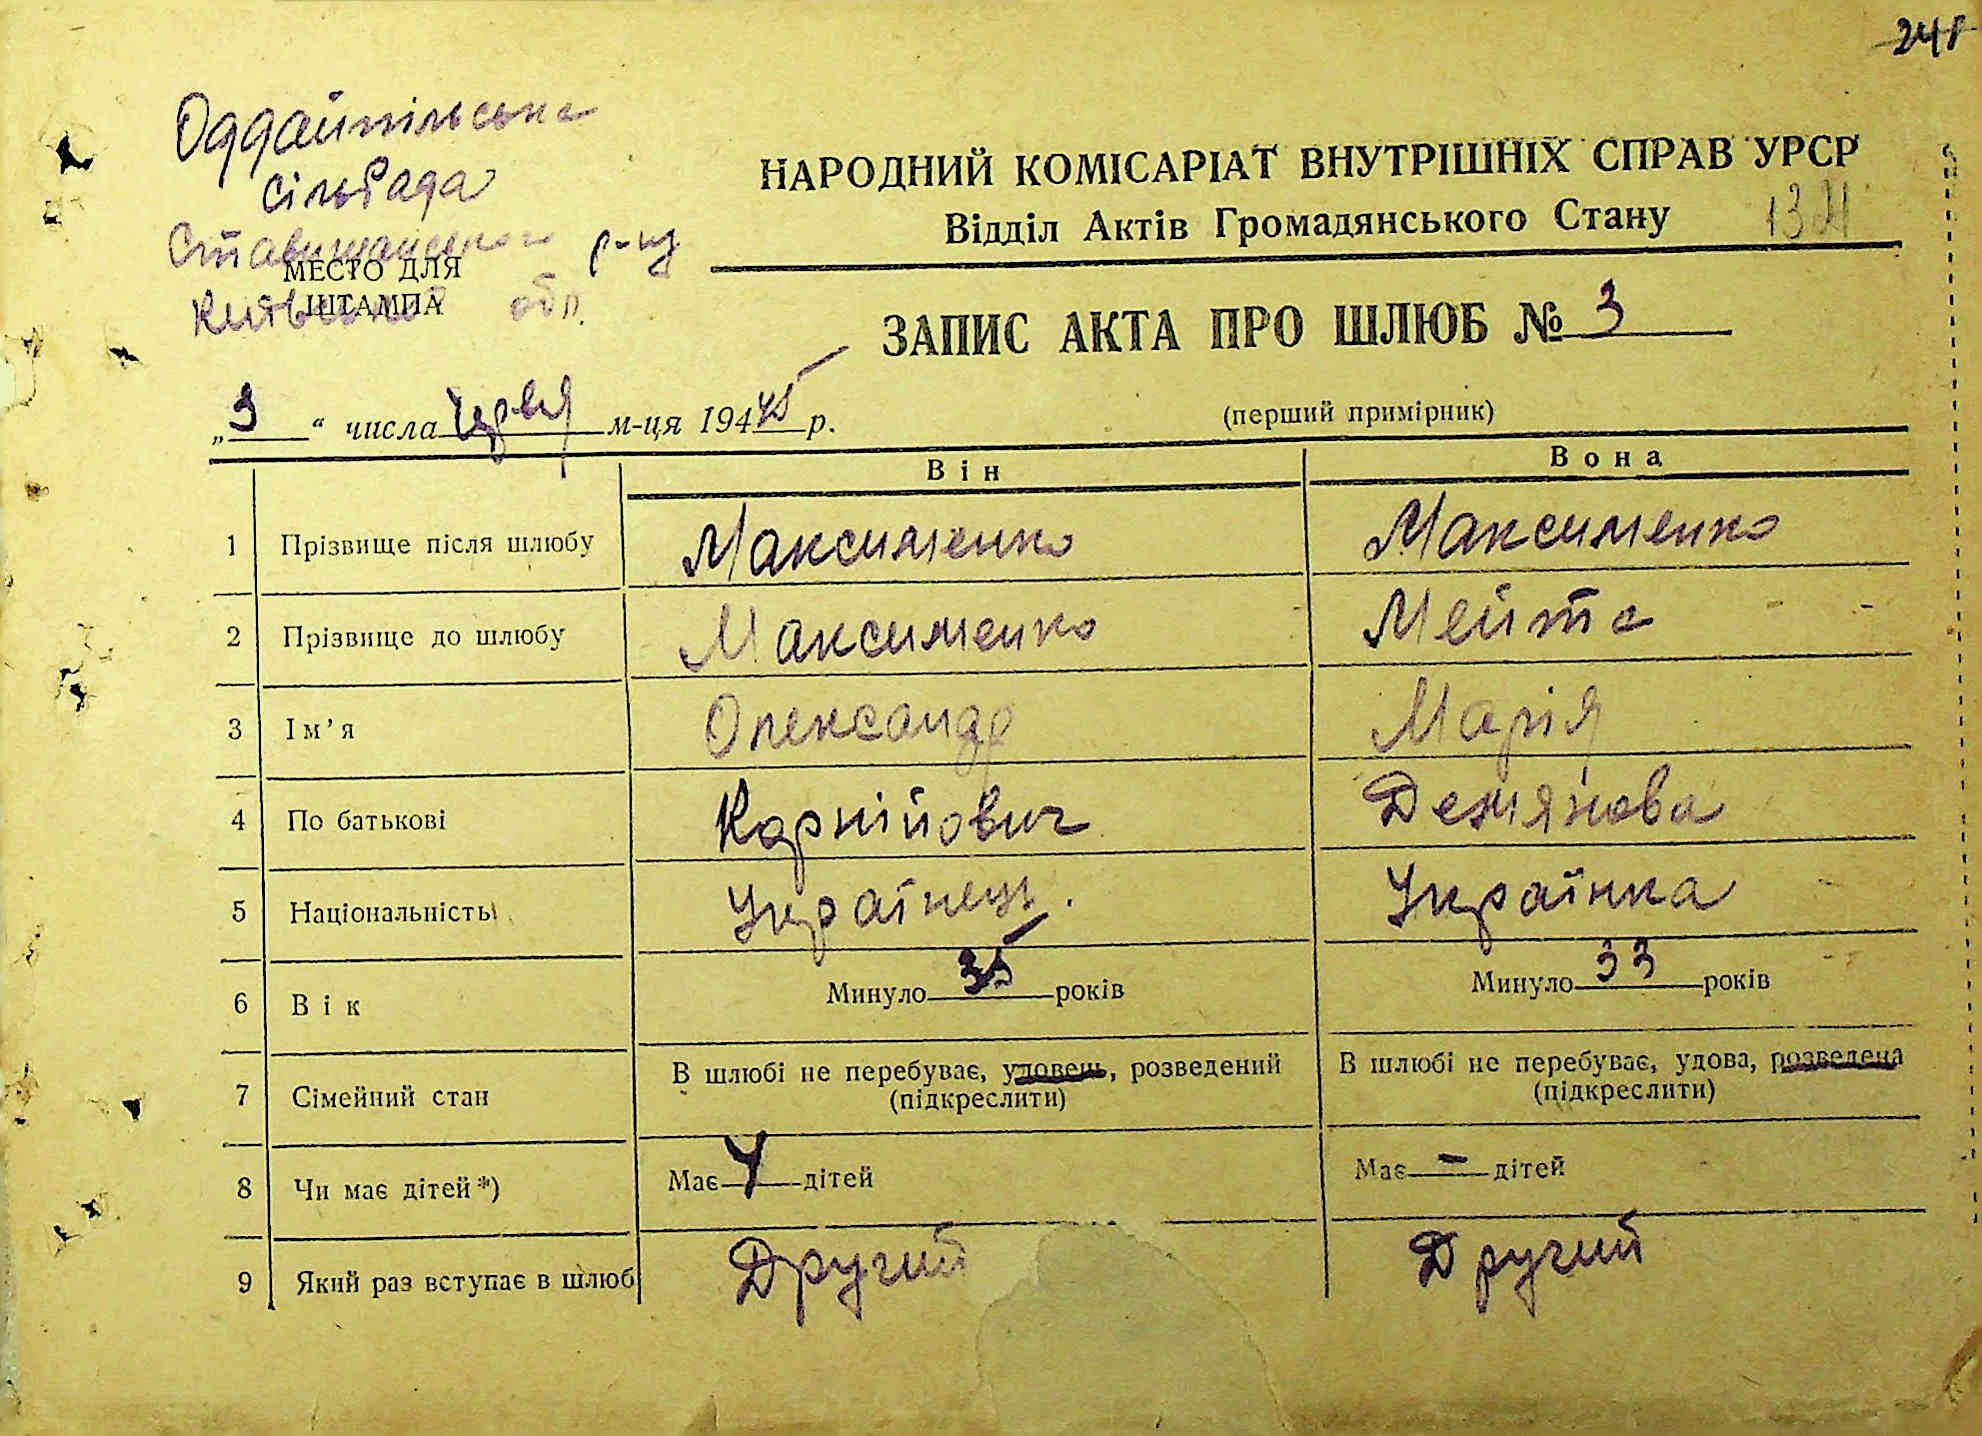 241
Оддайпільська
сільрада
Ставищанського р-ну
Київської обл.
МЕСТО ДЛЯ
ШТАМПА
НАРОДНИЙ КОМІСАРІАТ ВНУТРІШНІХ СПРАВ УРСР
Відділ Актів Громадянського Стану
ЗАПИС АКТА ПРО ШЛЮБ № 3
„3“ числа червня м-ця 19445 р.
(перший примірник)
Він Вона
1 Прізвище після шлюбу Максименко Максименко
2 Прізвище до шлюбу Максименко Мейта
3 Ім’я Олександр Марія
4 По батькові Корнійович Демянова
5 Національність Українець. Українка
6 Вік Минуло 35 років Минуло 33 років
7 Сімейний стан В шлюбі не перебуває, удовець, розведений В шлюбі не перебуває, удова, розведена
(підкреслити) (підкреслити)
8 Чи має дітей*) Має 4 дітей Має – дітей
9 Який раз вступає в шлюб Другий Другий